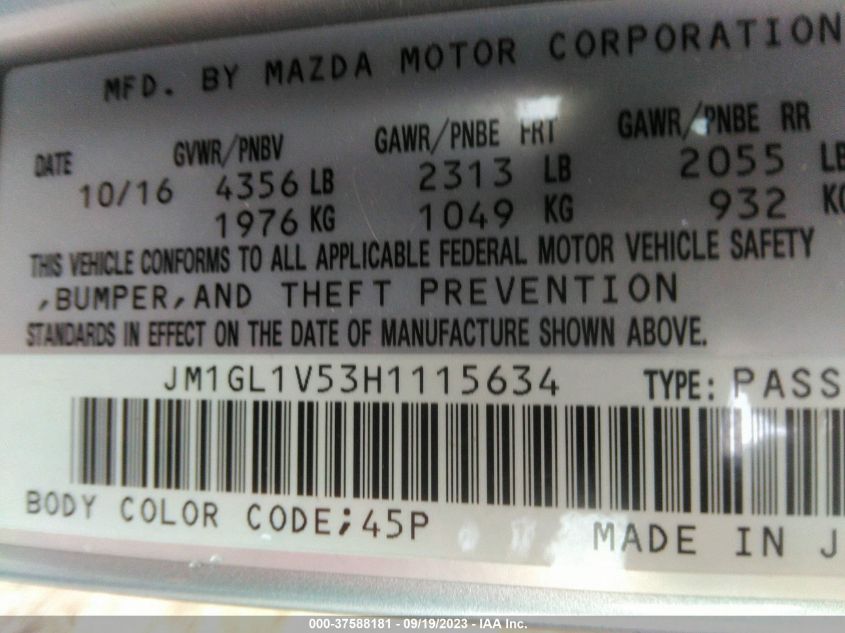 MFD. BY MAZDA MOTOR CORPORATION
DATE GVWR/PNBV GAWR/PNBE FRT GAWR/PNBE RR
10/16 4356 LB 2313 LB 2055 LB
1976 KG 1049 KG 932 KG
THIS VEHICLE CONFORMS TO ALL APPLICABLE FEDERAL MOTOR VEHICLE SAFETY
,BUMPER,AND THEFT PREVENTION
STANDARDS IN EFFECT ON THE DATE OF MANUFACTURE SHOWN ABOVE.
JM1GL1V53H1115634 TYPE: PASS
BODY COLOR CODE;45P
MADE IN J
000-37588181 - 09/19/2023 - IAA Inc.